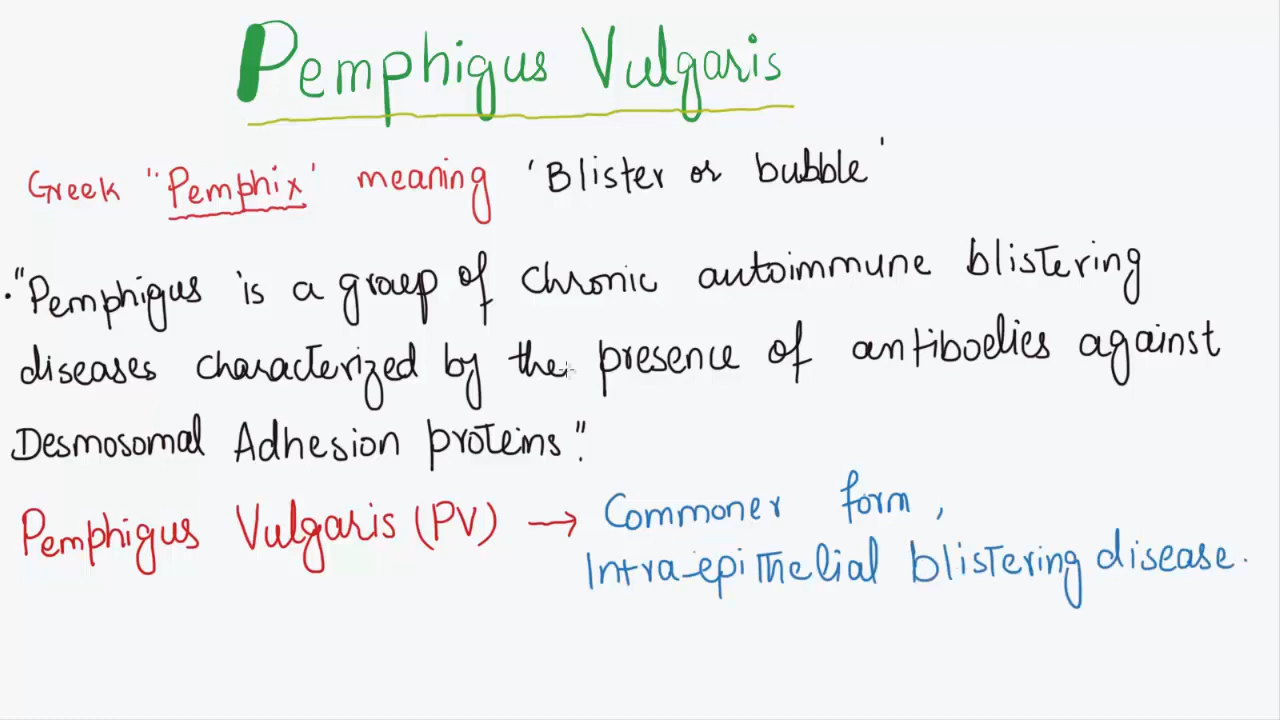 Pemphigus Vulgaris
Greek "Pemphix' meaning 'Blister or bubble'
."Pemphigus is a group of chronic autoimmune blistering
diseases characterized by the presence of antibodies against
Desmosomal Adhesion proteins."
Pemphigus Vulgaris (PV) → Commoner form,
Intra-epithelial blistering disease.